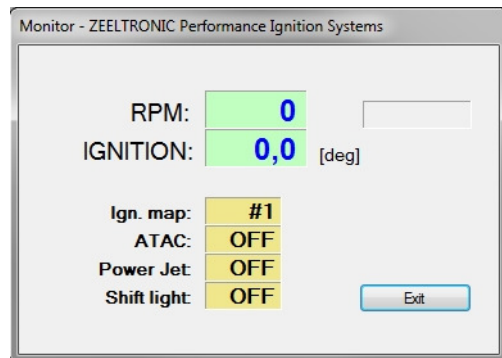 Monitor - ZEELTRONIC Performance Ignition Systems
RPM: 0
IGNITION: 0,0 [deg]
Ign. map: #1
ATAC: OFF
Power Jet: OFF
Shift light: OFF
Exit